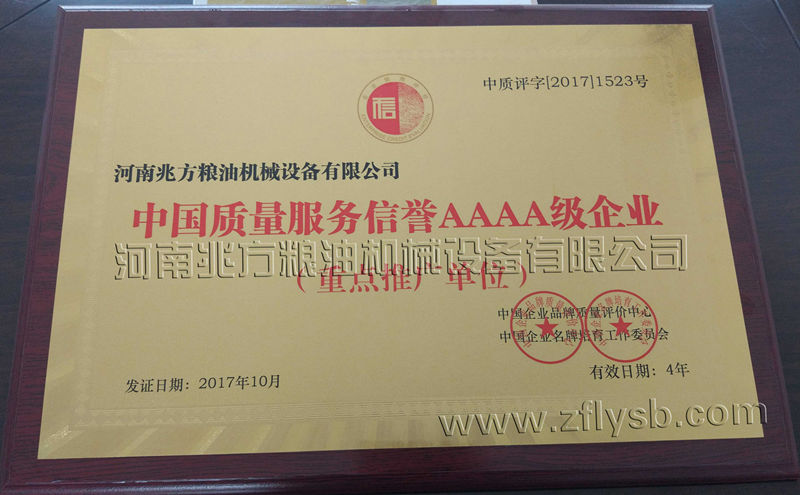 中质评字[2017]1523号
信
河南兆方粮油机械设备有限公司
中国质量服务信誉AAAA级企业
河南兆方粮油机械设备有限公司
(重点推广单位)
中国企业品牌质量评价中心
中国企业名牌培育工作委员会
发证日期：2017年10月
有效日期：4年
www.zflysb.com